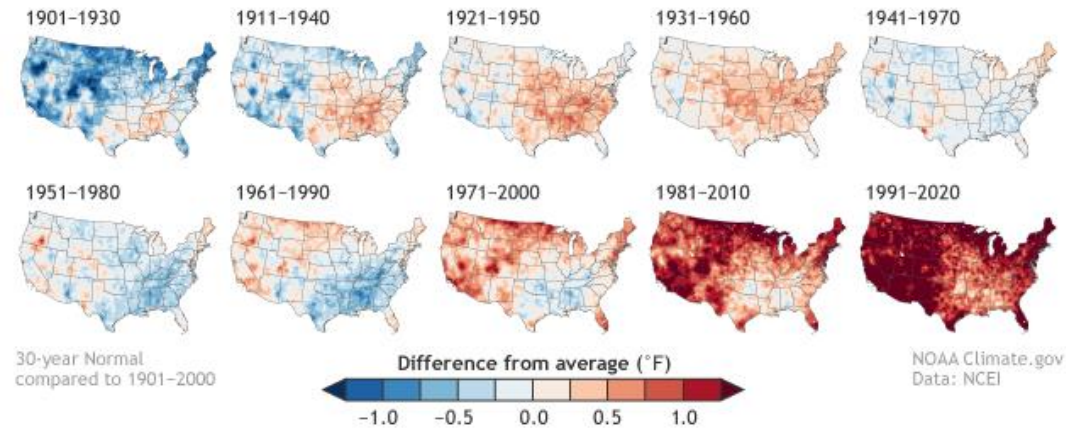 1901–1930
1911–1940
1921–1950
1931–1960
1941–1970
1951–1980
1961–1990
1971–2000
1981–2010
1991–2020
30-year Normal
compared to 1901–2000
Difference from average (°F)
−1.0 −0.5 0.0 0.5 1.0
NOAA Climate.gov
Data: NCEI